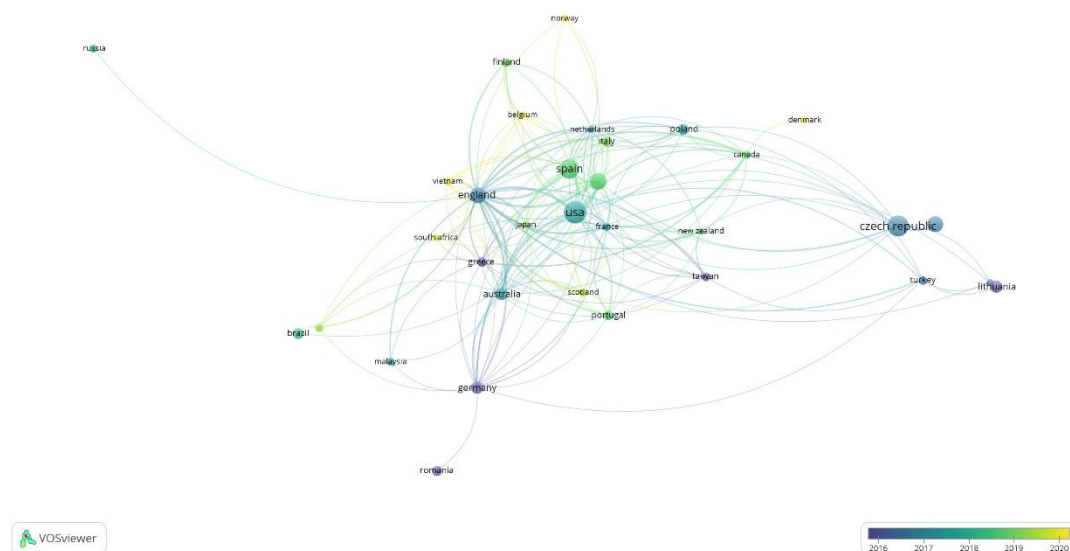 norway
russia
finland
belgium
denmark
netherlands
poland
italy
canada
spain
vietnam
england
usa
japan
france
new zealand
czech republic
south africa
greece
taiwan
turkey
lithuania
australia
scotland
portugal
brazil
malaysia
germany
romania
VOSviewer
2016 2017 2018 2019 2020